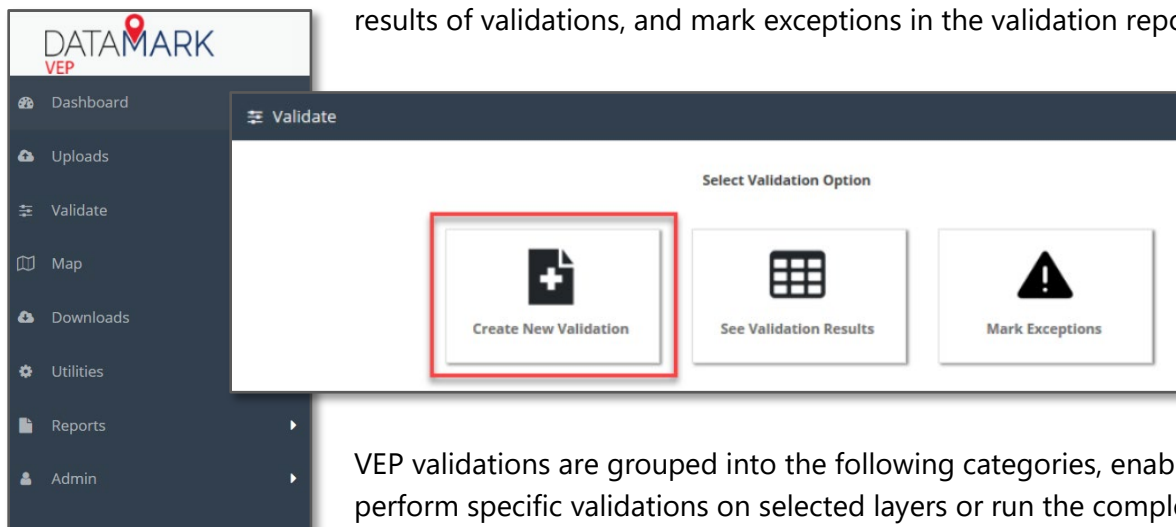 results of validations, and mark exceptions in the validation repo
DATAMARK
VEP
Dashboard
Uploads
Validate
Map
Downloads
Utilities
Reports
Admin
Validate
Select Validation Option
Create New Validation
See Validation Results
Mark Exceptions
VEP validations are grouped into the following categories, enab
perform specific validations on selected layers or run the comple